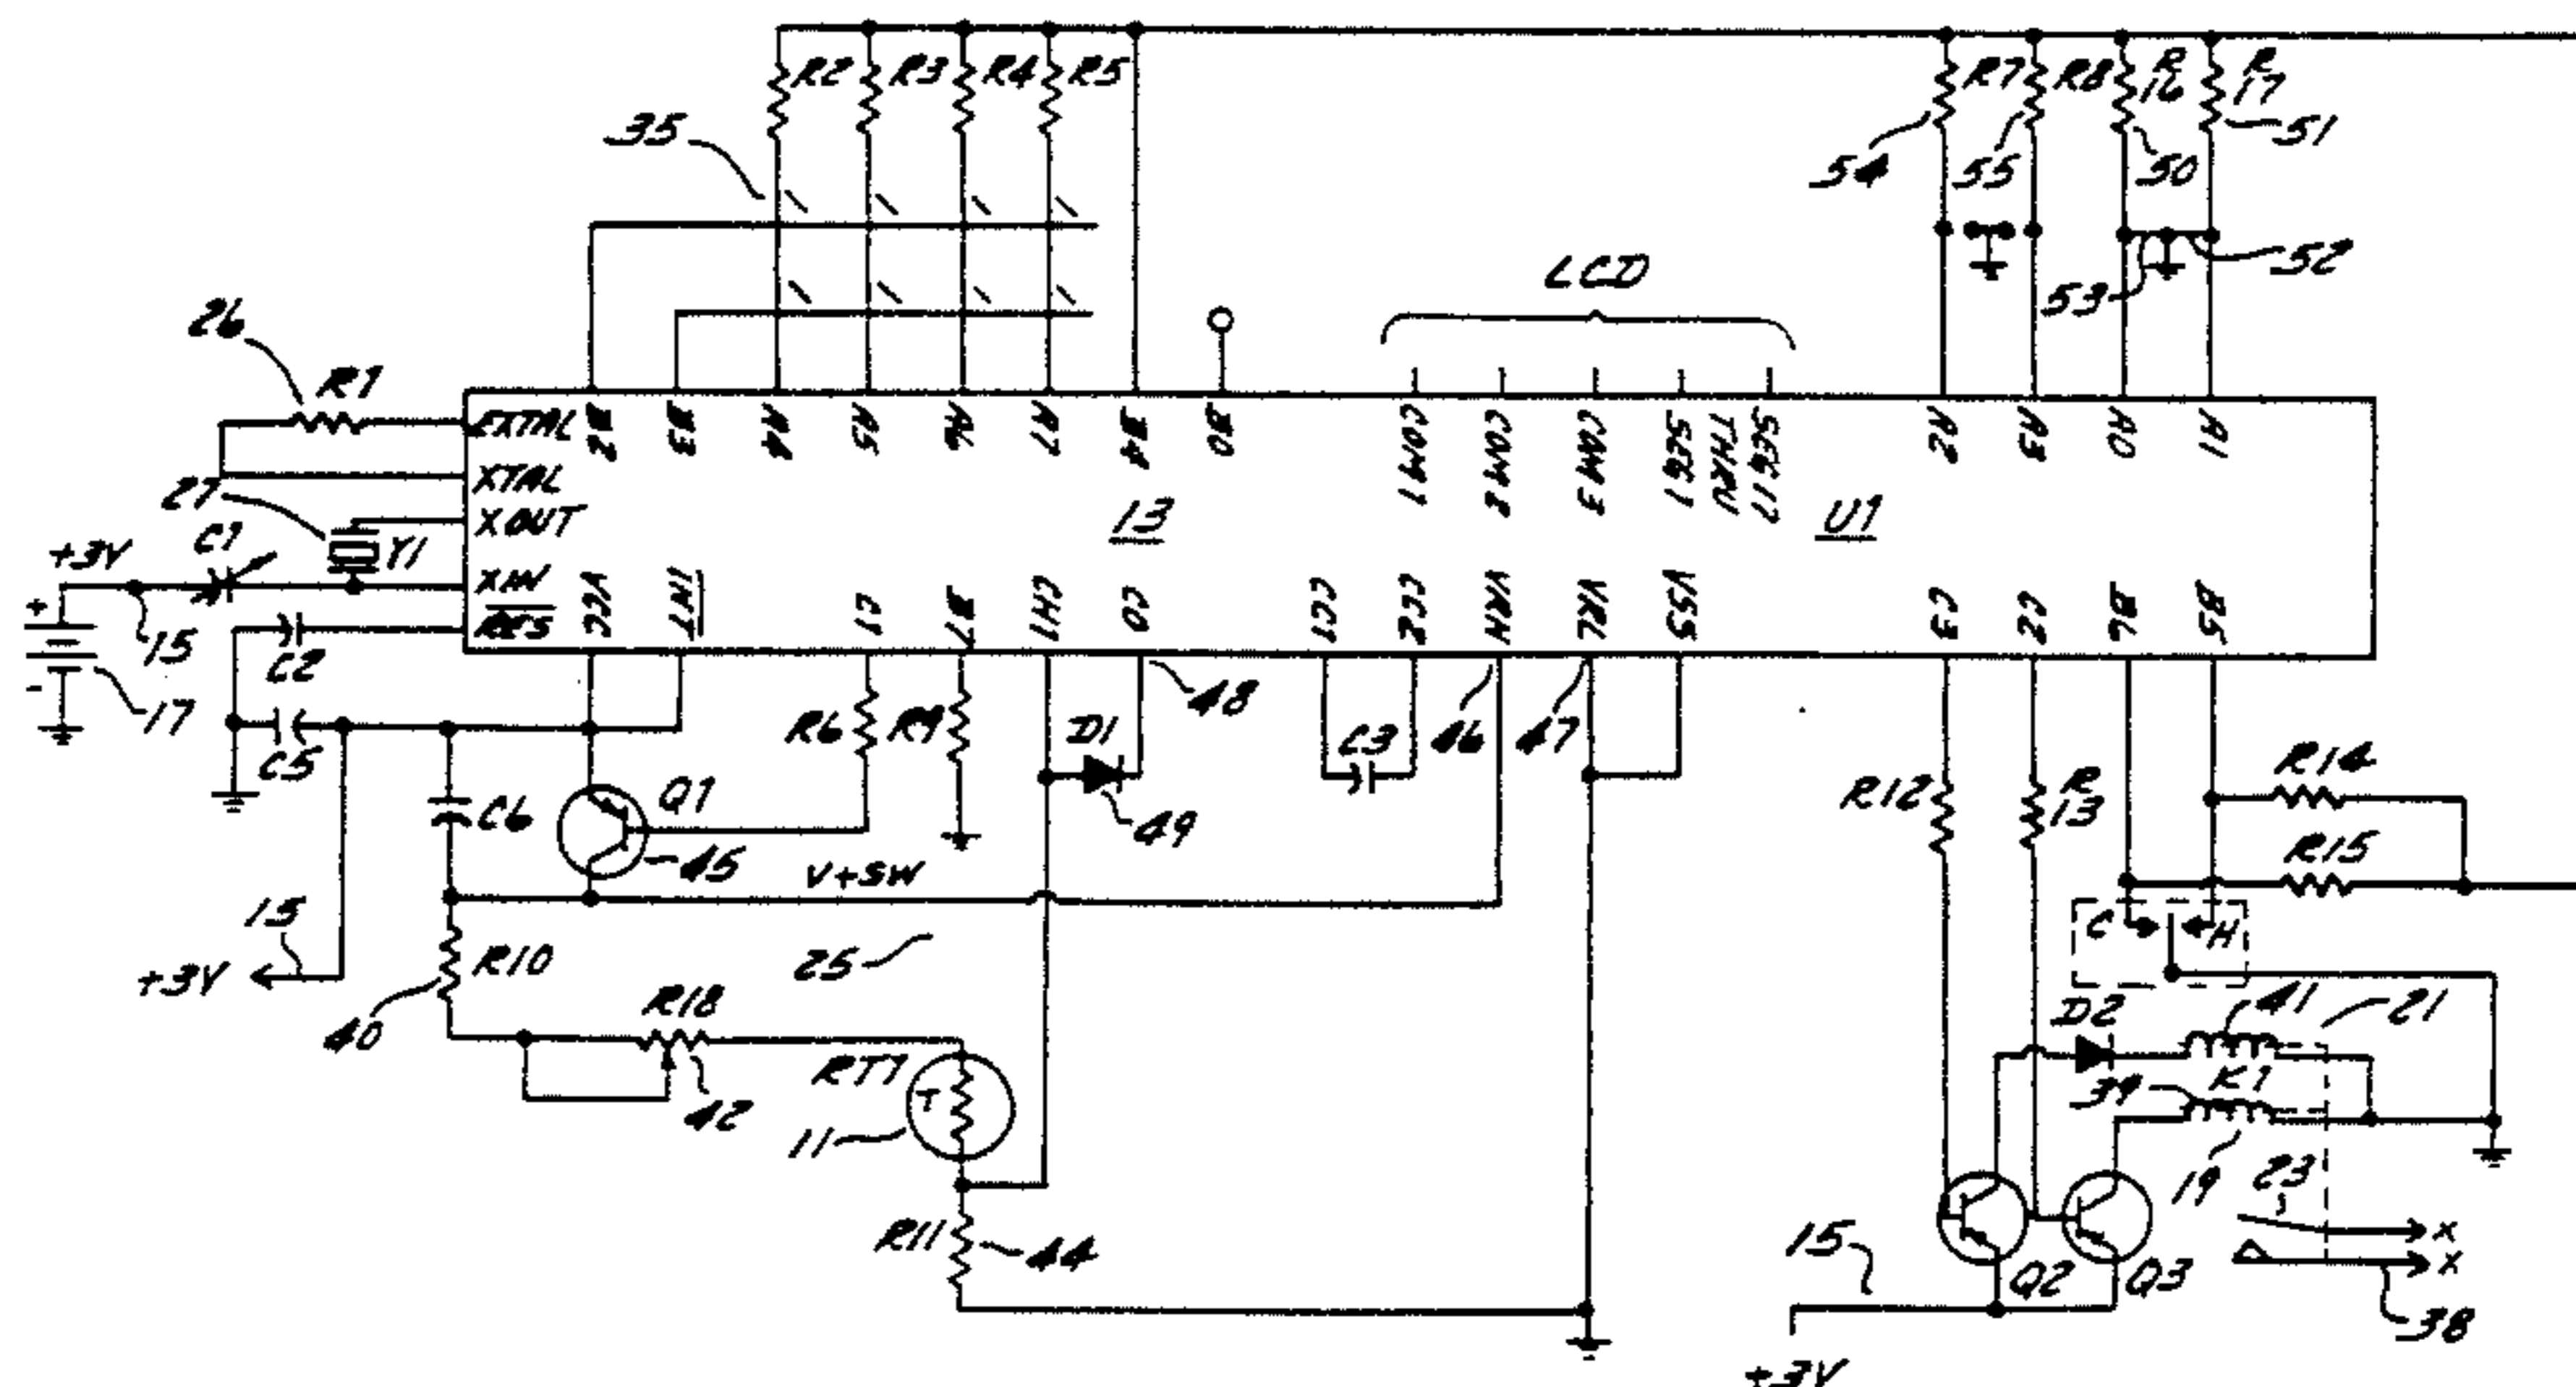 R2 R3 R4 R5
R7 R8 R16 R17
35
54 55 50 51
53 52
LCD
26
R1
EXTAL
XTAL
XOUT
XIN
RES
B2 B3 A4 A5 A6 A7 B4 B0
COM1 COM2 COM3 SEG1 THRU SEG17
A2 A3 A0 A1
13
U1
27
C1
Y1
+3V
+
-
15
17
C2
C5
VCC INT C1 B7 CH1 C0
CC1 CC2 VRH VRL VSS
C3 C2 B6 B5
48
R6 R9
D1
49
C3
46 47
C6
Q1
45
V+SW
25
15
+3V
R10
40
R18
42
RT1
T
11
R11
44
R12
R13
R14
R15
C H
D2
41
21
K1
39
19
23
X
X
38
Q2 Q3
15
+3V